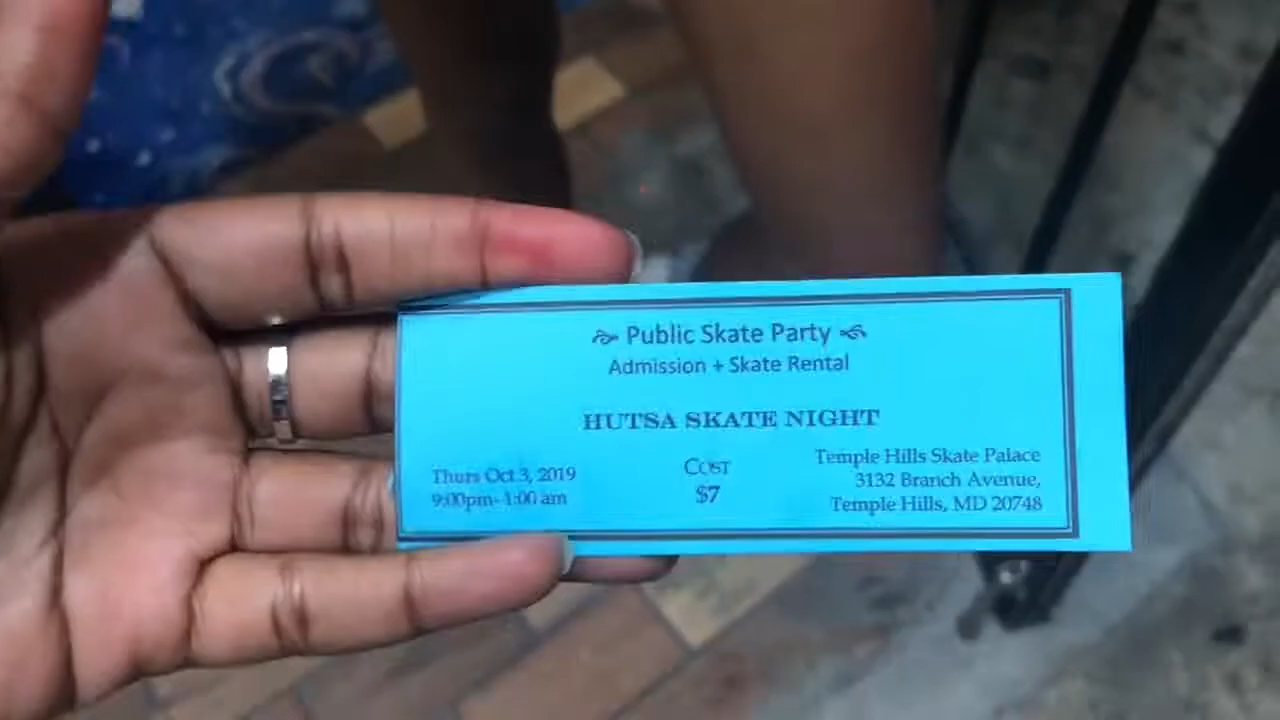 Public Skate Party
Admission + Skate Rental
HUTSA SKATE NIGHT
Thurs Oct 3, 2019
9:00pm- 1:00 am
COST
$7
Temple Hills Skate Palace
3132 Branch Avenue,
Temple Hills, MD 20748